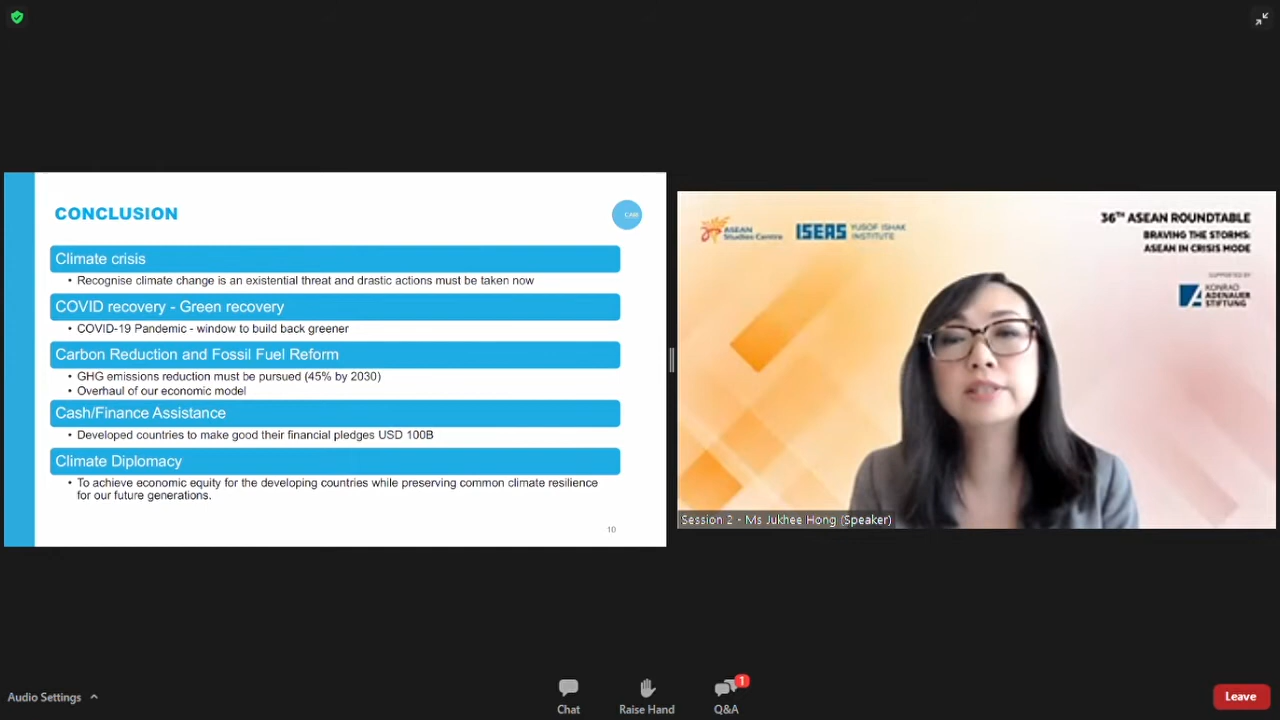 CONCLUSION
CARI
Climate crisis
• Recognise climate change is an existential threat and drastic actions must be taken now
COVID recovery - Green recovery
• COVID-19 Pandemic - window to build back greener
Carbon Reduction and Fossil Fuel Reform
• GHG emissions reduction must be pursued (45% by 2030)
• Overhaul of our economic model
Cash/Finance Assistance
• Developed countries to make good their financial pledges USD 100B
Climate Diplomacy
• To achieve economic equity for the developing countries while preserving common climate resilience
for our future generations.
10
ASEAN
Studies Centre
ISEAS YUSOF ISHAK
INSTITUTE
36TH ASEAN ROUNDTABLE
BRAVING THE STORMS:
ASEAN IN CRISIS MODE
SUPPORTED BY
KONRAD
ADENAUER
STIFTUNG
Session 2 - Ms Jukhee Hong (Speaker)
Audio Settings
Chat
Raise Hand
1
Q&A
Leave